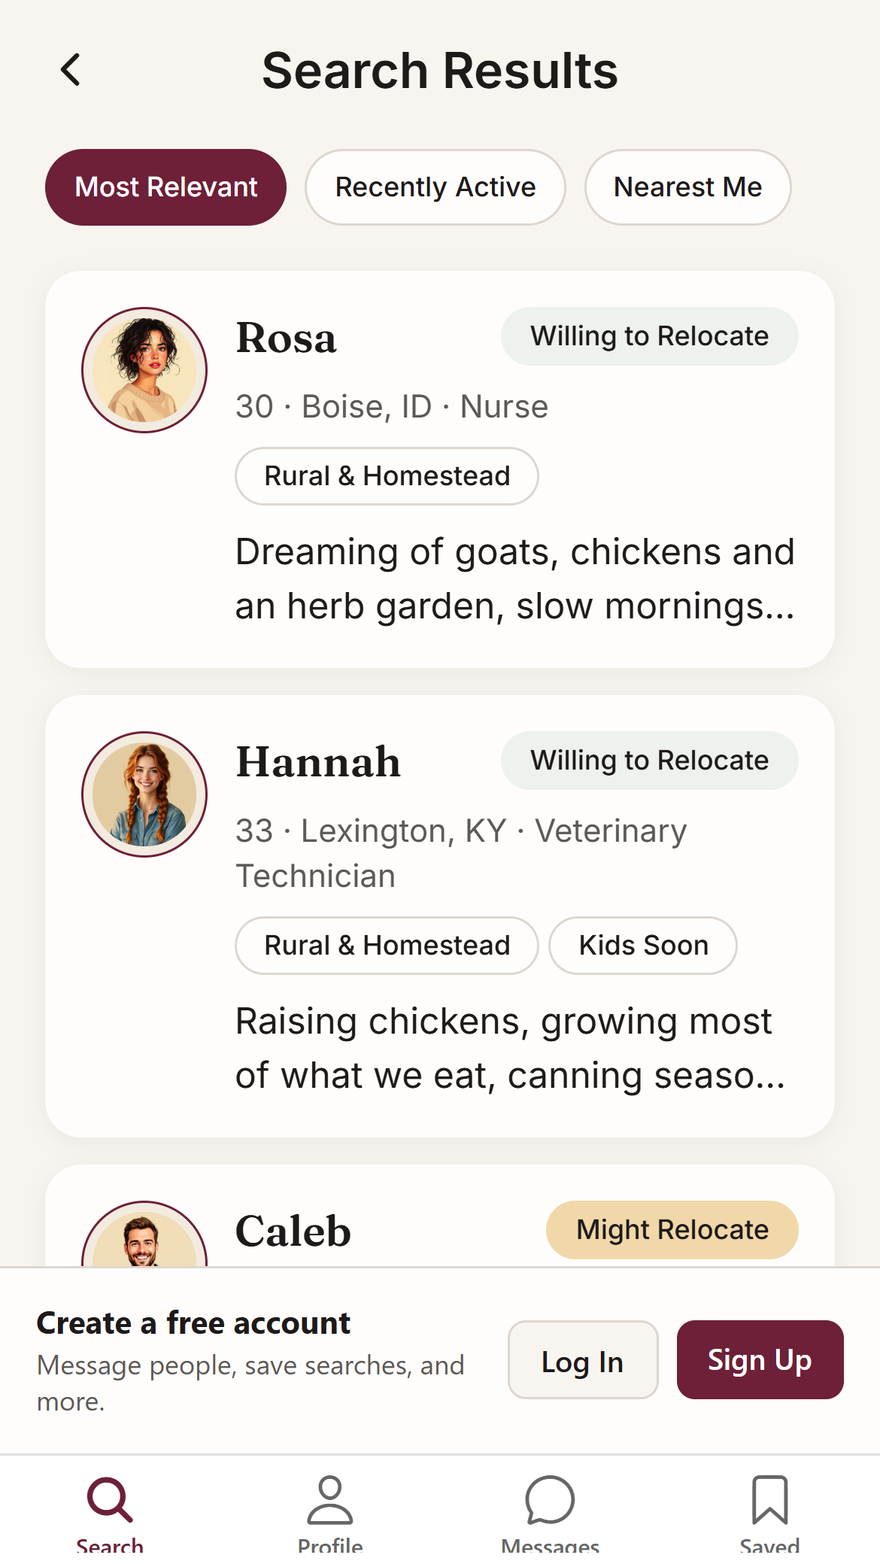 Search Results
Most Relevant
Recently Active
Nearest Me
Rosa
Willing to Relocate
30 · Boise, ID · Nurse
Rural & Homestead
Dreaming of goats, chickens and
an herb garden, slow mornings...
Hannah
Willing to Relocate
33 · Lexington, KY · Veterinary
Technician
Rural & Homestead
Kids Soon
Raising chickens, growing most
of what we eat, canning seaso...
Caleb
Might Relocate
Create a free account
Message people, save searches, and
more.
Log In
Sign Up
Search
Profile
Messages
Saved